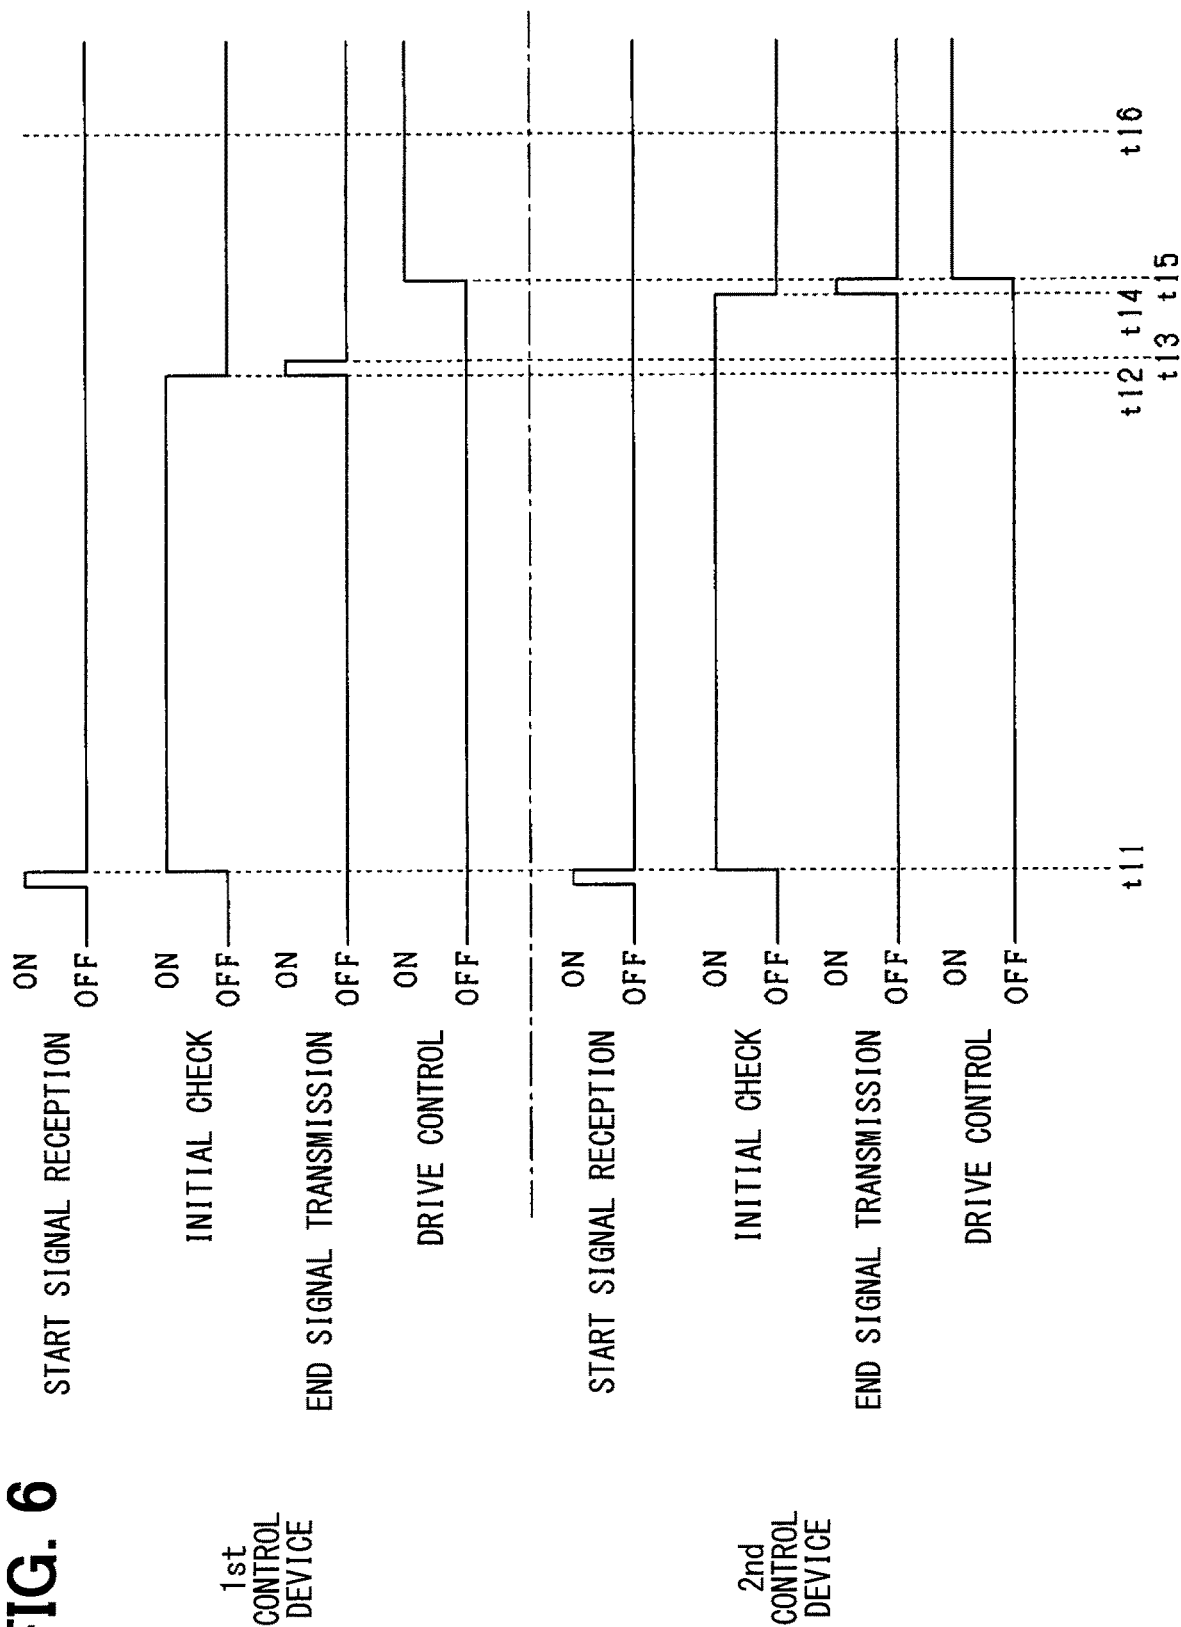 FIG. 6
1st
CONTROL
DEVICE
START SIGNAL RECEPTION
ON
OFF
INITIAL CHECK
ON
OFF
END SIGNAL TRANSMISSION
ON
OFF
DRIVE CONTROL
ON
OFF
2nd
CONTROL
DEVICE
START SIGNAL RECEPTION
ON
OFF
INITIAL CHECK
ON
OFF
END SIGNAL TRANSMISSION
ON
OFF
DRIVE CONTROL
ON
OFF
t11 t12 t14 t16
t13 t15